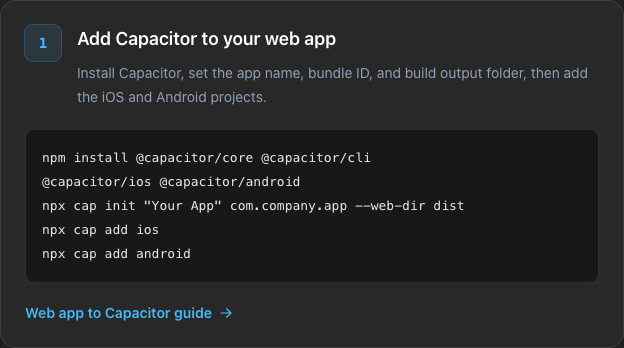 1
Add Capacitor to your web app
Install Capacitor, set the app name, bundle ID, and build output folder, then add
the iOS and Android projects.
npm install @capacitor/core @capacitor/cli
@capacitor/ios @capacitor/android
npx cap init "Your App" com.company.app --web-dir dist
npx cap add ios
npx cap add android
Web app to Capacitor guide →